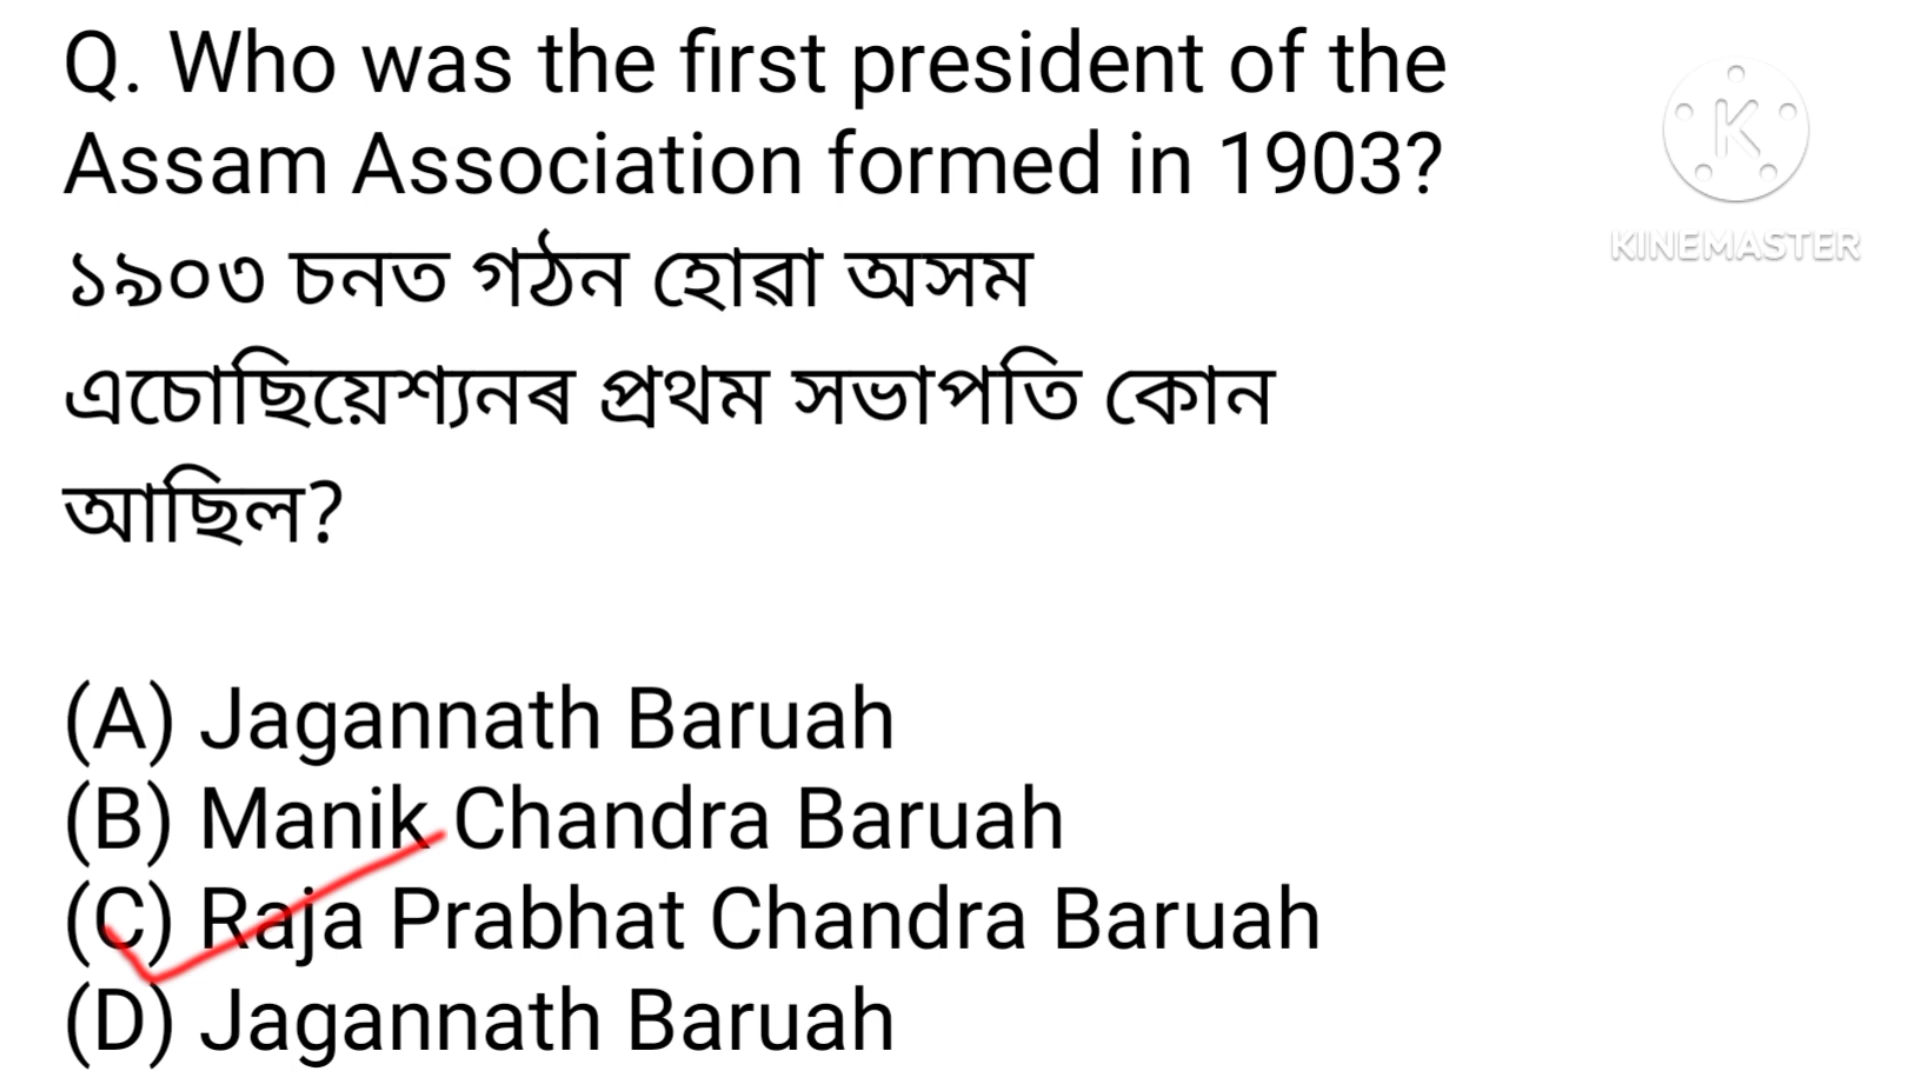 Q. Who was the first president of the
Assam Association formed in 1903?
১৯০৩ চনত গঠন হোৱা অসম
এচোছিয়েশ্যনৰ প্ৰথম সভাপতি কোন
আছিল?
(A) Jagannath Baruah
(B) Manik Chandra Baruah
(C) Raja Prabhat Chandra Baruah
(D) Jagannath Baruah
K
KINEMASTER